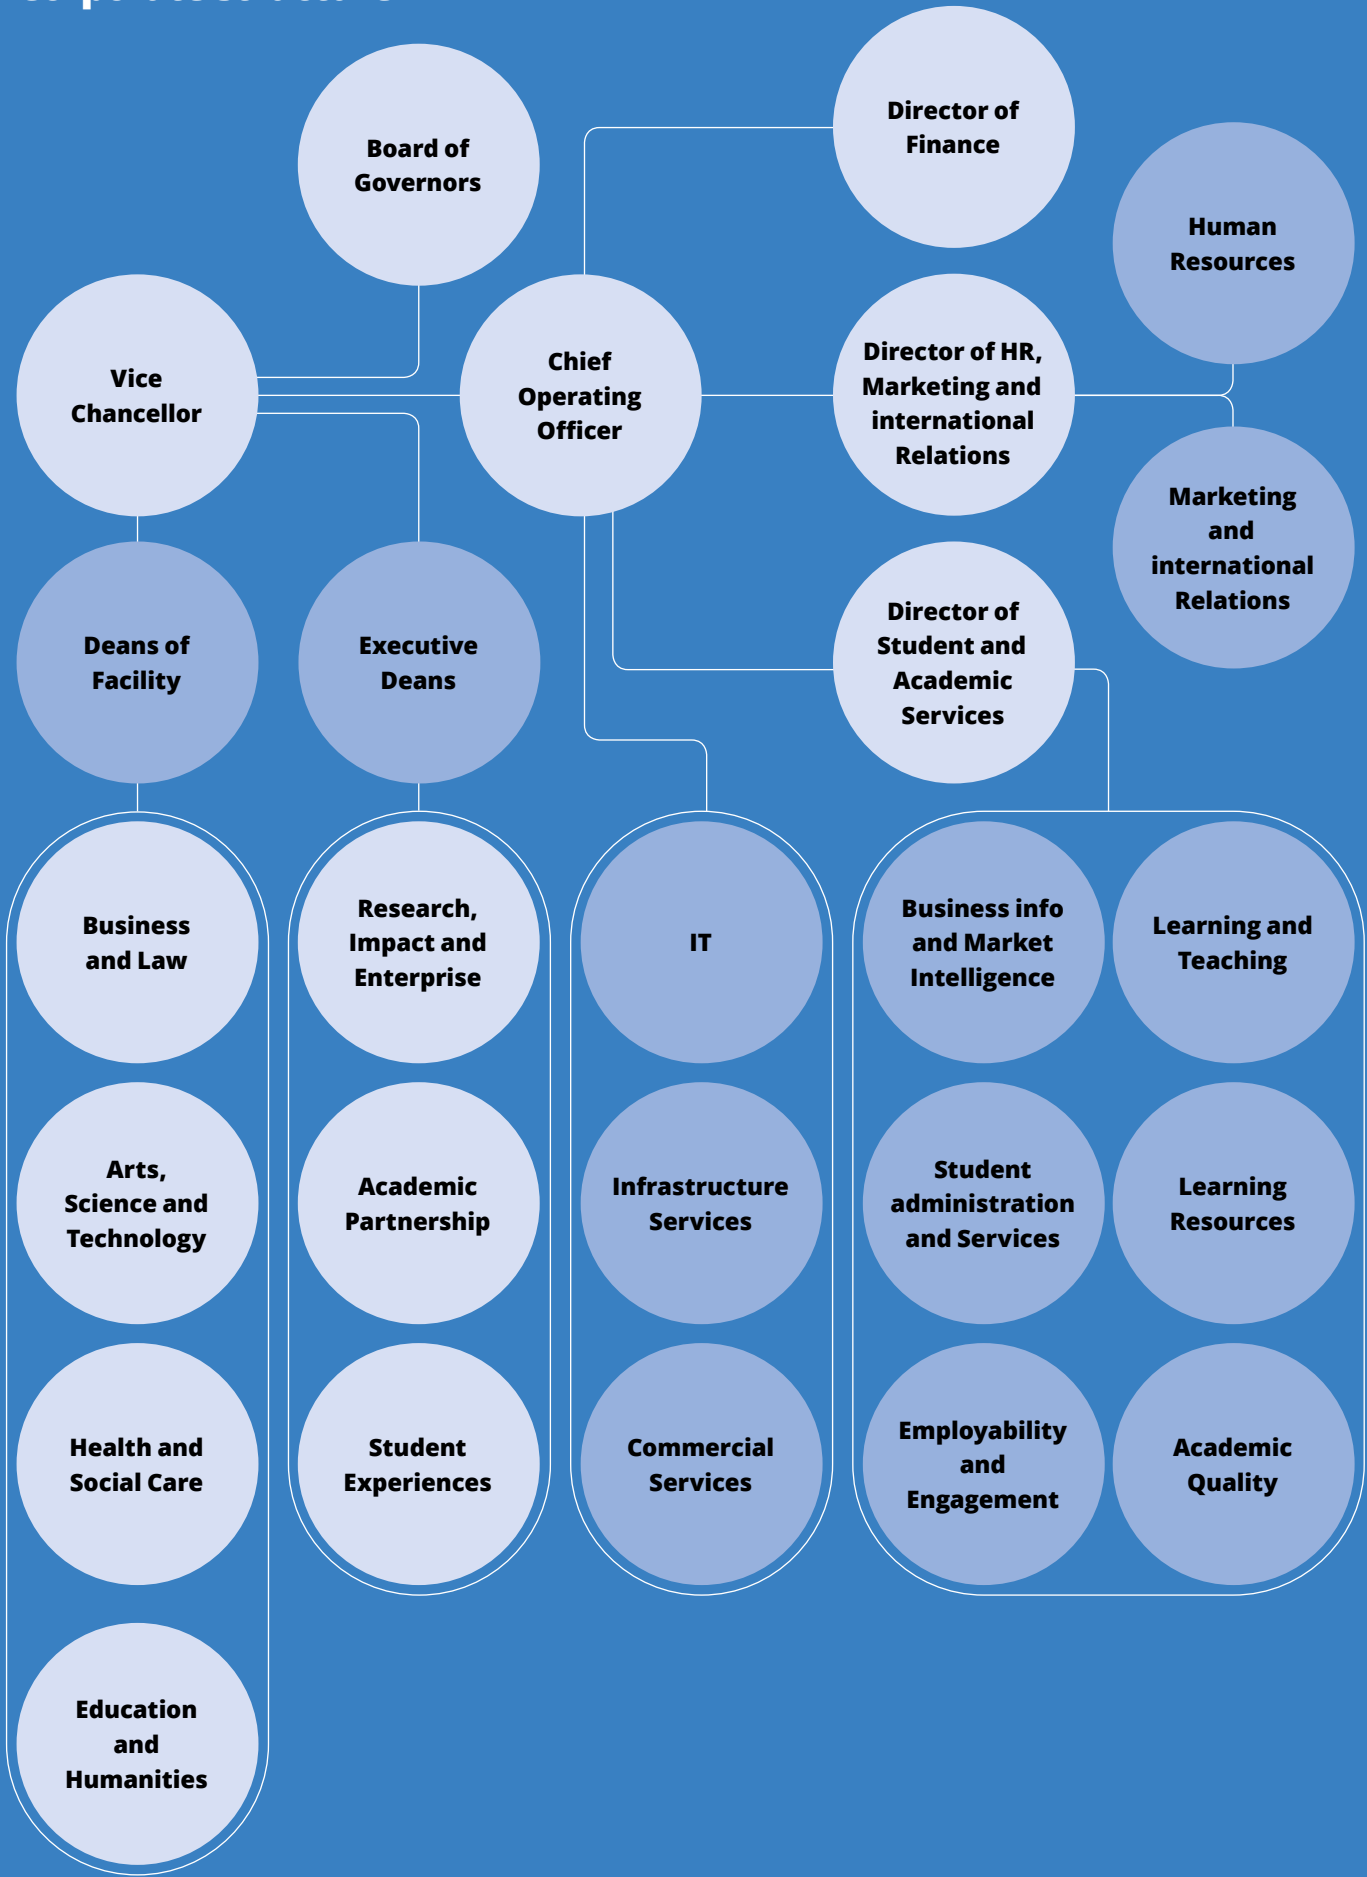 Director of
Finance
Board of
Governors
Human
Resources
Vice
Chancellor
Chief
Operating
Officer
Director of HR,
Marketing and
international
Relations
Marketing
and
international
Relations
Deans of
Facility
Executive
Deans
Director of
Student and
Academic
Services
Business
and Law
Research,
Impact and
Enterprise
IT
Business info
and Market
Intelligence
Learning and
Teaching
Arts,
Science and
Technology
Academic
Partnership
Infrastructure
Services
Student
administration
and Services
Learning
Resources
Health and
Social Care
Student
Experiences
Commercial
Services
Employability
and
Engagement
Academic
Quality
Education
and
Humanities